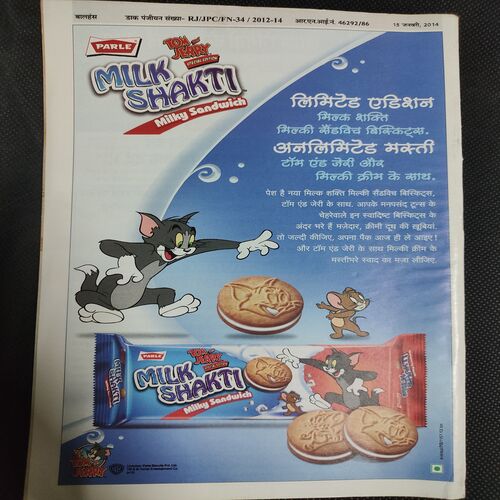 बालहंस डाक पंजीयन संख्या- RJ/JPC/FN-34 / 2012-14 आर.एन.आई.नं. 46292/86 15 जनवरी, 2014
PARLE
TOM AND JERRY
MILK
SHAKTI
Milky Sandwich
लिमिटेड एडिशन
मिल्क शक्ति
मिल्की सैंडविच बिस्किट्स.
अनलिमिटेड मस्ती
टॉम एंड जेरी और
मिल्की क्रीम के साथ.
पेश है नया मिल्क शक्ति मिल्की सैंडविच बिस्किट्स,
टॉम एंड जेरी के साथ. आपके मनपसंद टून्स के
चेहरेवाले इन स्वादिष्ट बिस्किट्स के
अंदर भरे हैं मज़ेदार, क्रीमी दूध की खूबियां.
तो जल्दी कीजिए, अपना पैक आज ही ले आइए!
और टॉम एंड जेरी के साथ मिल्की क्रीम के
मस्तीभरे स्वाद का मज़ा लीजिए.
PARLE
TOM AND JERRY
MILK
SHAKTI
Milky Sandwich
TOM AND JERRY